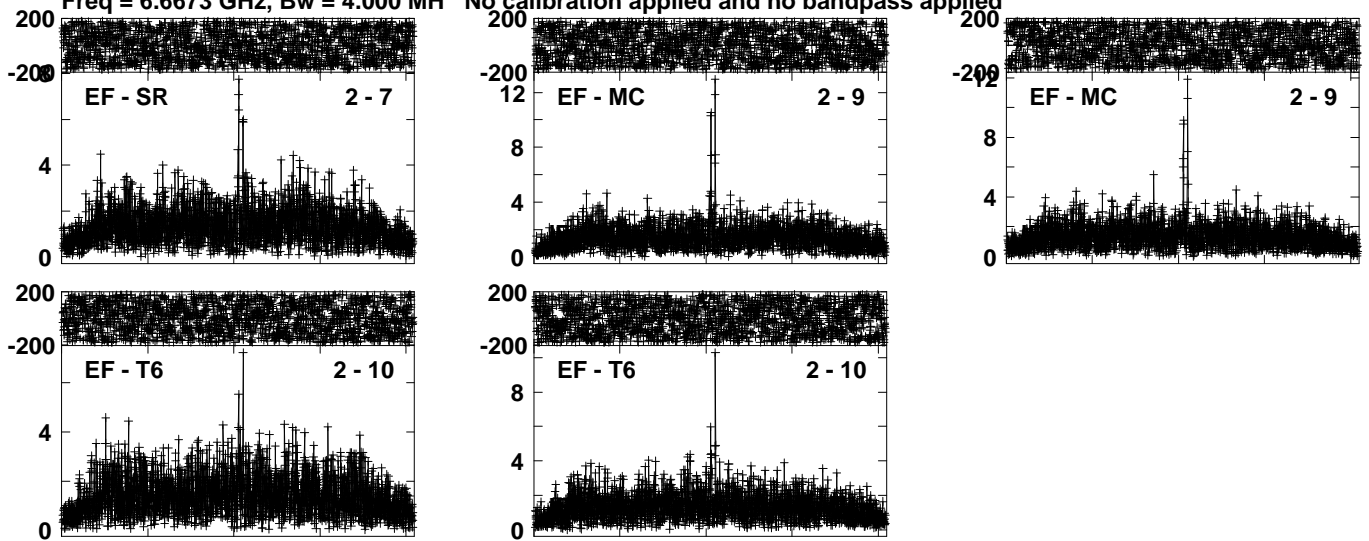 Freq = 6.6673 GHz, Bw = 4.000 MH No calibration applied and no bandpass applied
200 200 200
-200 -200 -200
8 12
EF - SR 2 - 7 EF - MC 2 - 9 EF - MC 2 - 9
12
8 8
4 4 4
0 0 0
200 200
-200 -200
EF - T6 2 - 10 EF - T6 2 - 10
8
4 4
0 0